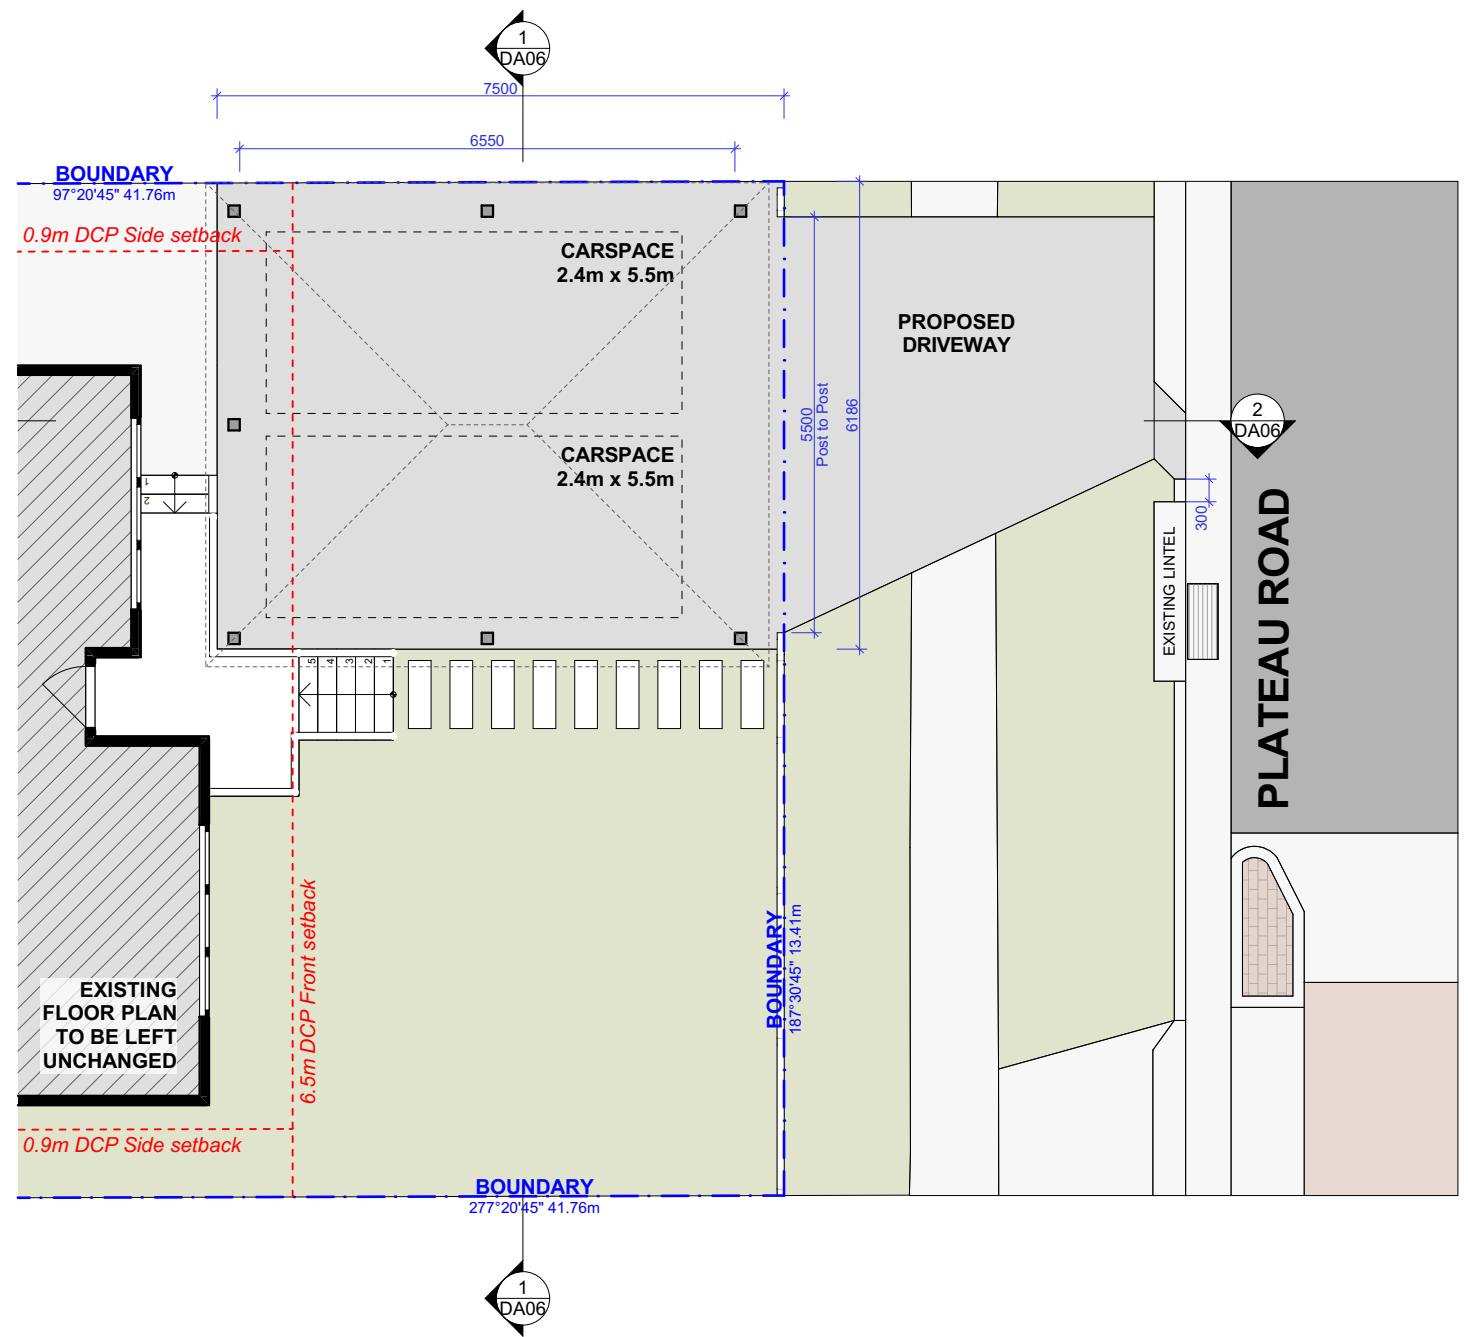 1
DA06
7500
6550
BOUNDARY
97°20'45" 41.76m
0.9m DCP Side setback
CARSPACE
2.4m x 5.5m
PROPOSED
DRIVEWAY
5500
Post to Post
6186
2
DA06
CARSPACE
2.4m x 5.5m
1
2
300
EXISTING LINTEL
PLATEAU ROAD
5
4
3
2
1
6.5m DCP Front setback
BOUNDARY
187°30'45" 13.41m
EXISTING
FLOOR PLAN
TO BE LEFT
UNCHANGED
0.9m DCP Side setback
BOUNDARY
277°20'45" 41.76m
1
DA06